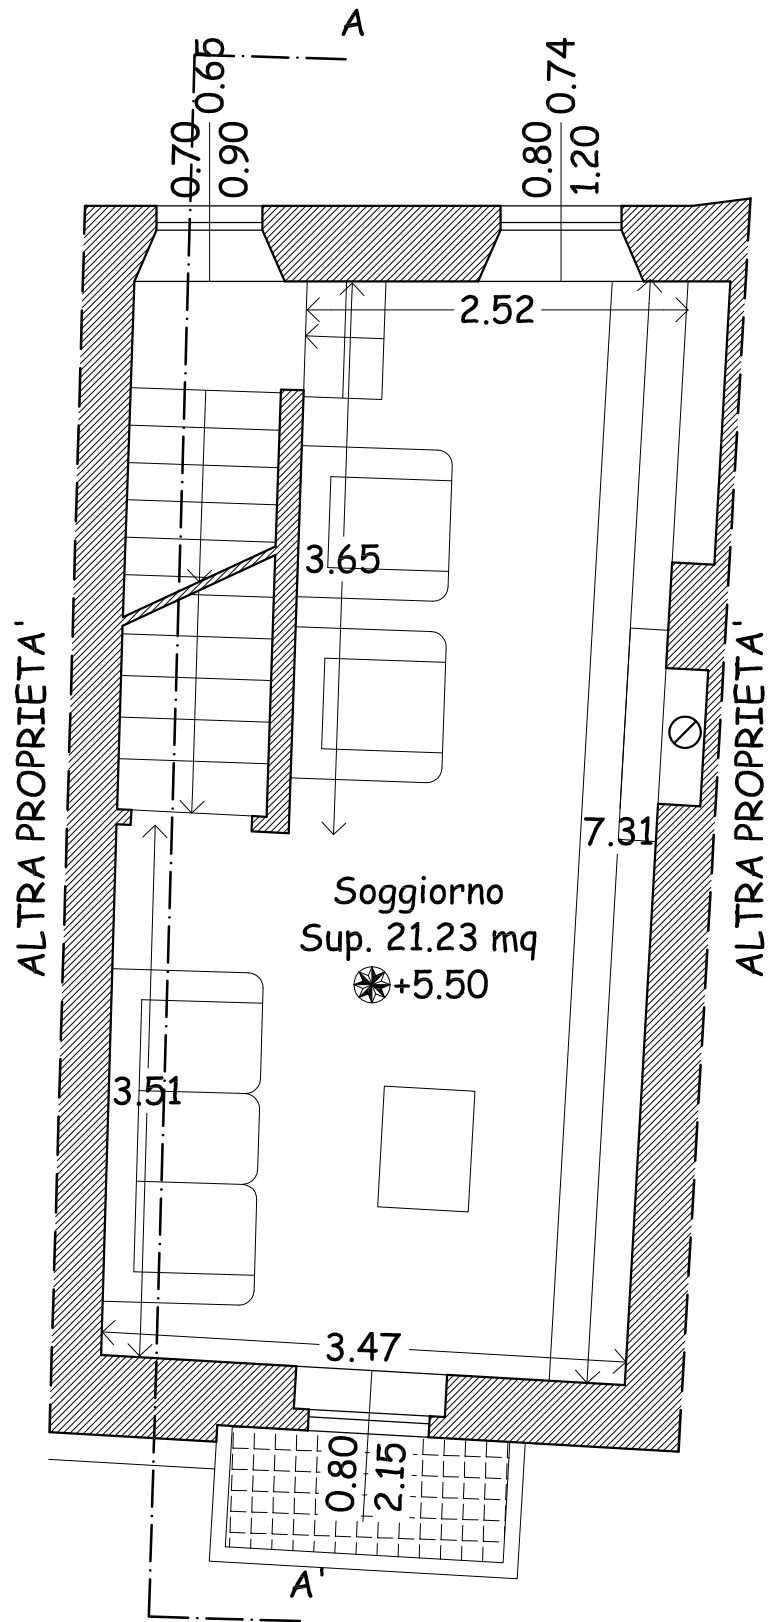 A
0.65
0.74
0.70
0.90
0.80
1.20
2.52
3.65
ALTRA PROPRIETA'
ALTRA PROPRIETA'
7.31
Soggiorno
Sup. 21.23 mq
+5.50
3.51
3.47
0.80
2.15
A'